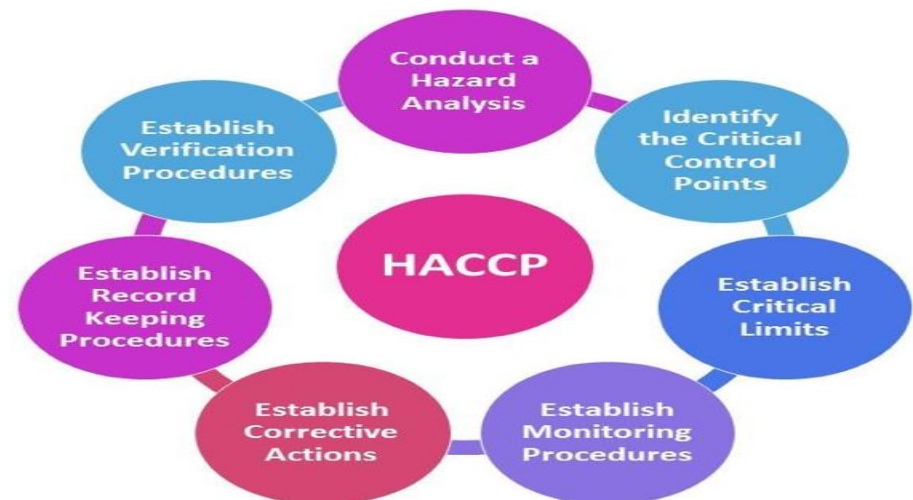 Conduct a
Hazard
Analysis
Identify
the Critical
Control
Points
Establish
Critical
Limits
Establish
Monitoring
Procedures
Establish
Corrective
Actions
Establish
Record
Keeping
Procedures
Establish
Verification
Procedures
HACCP